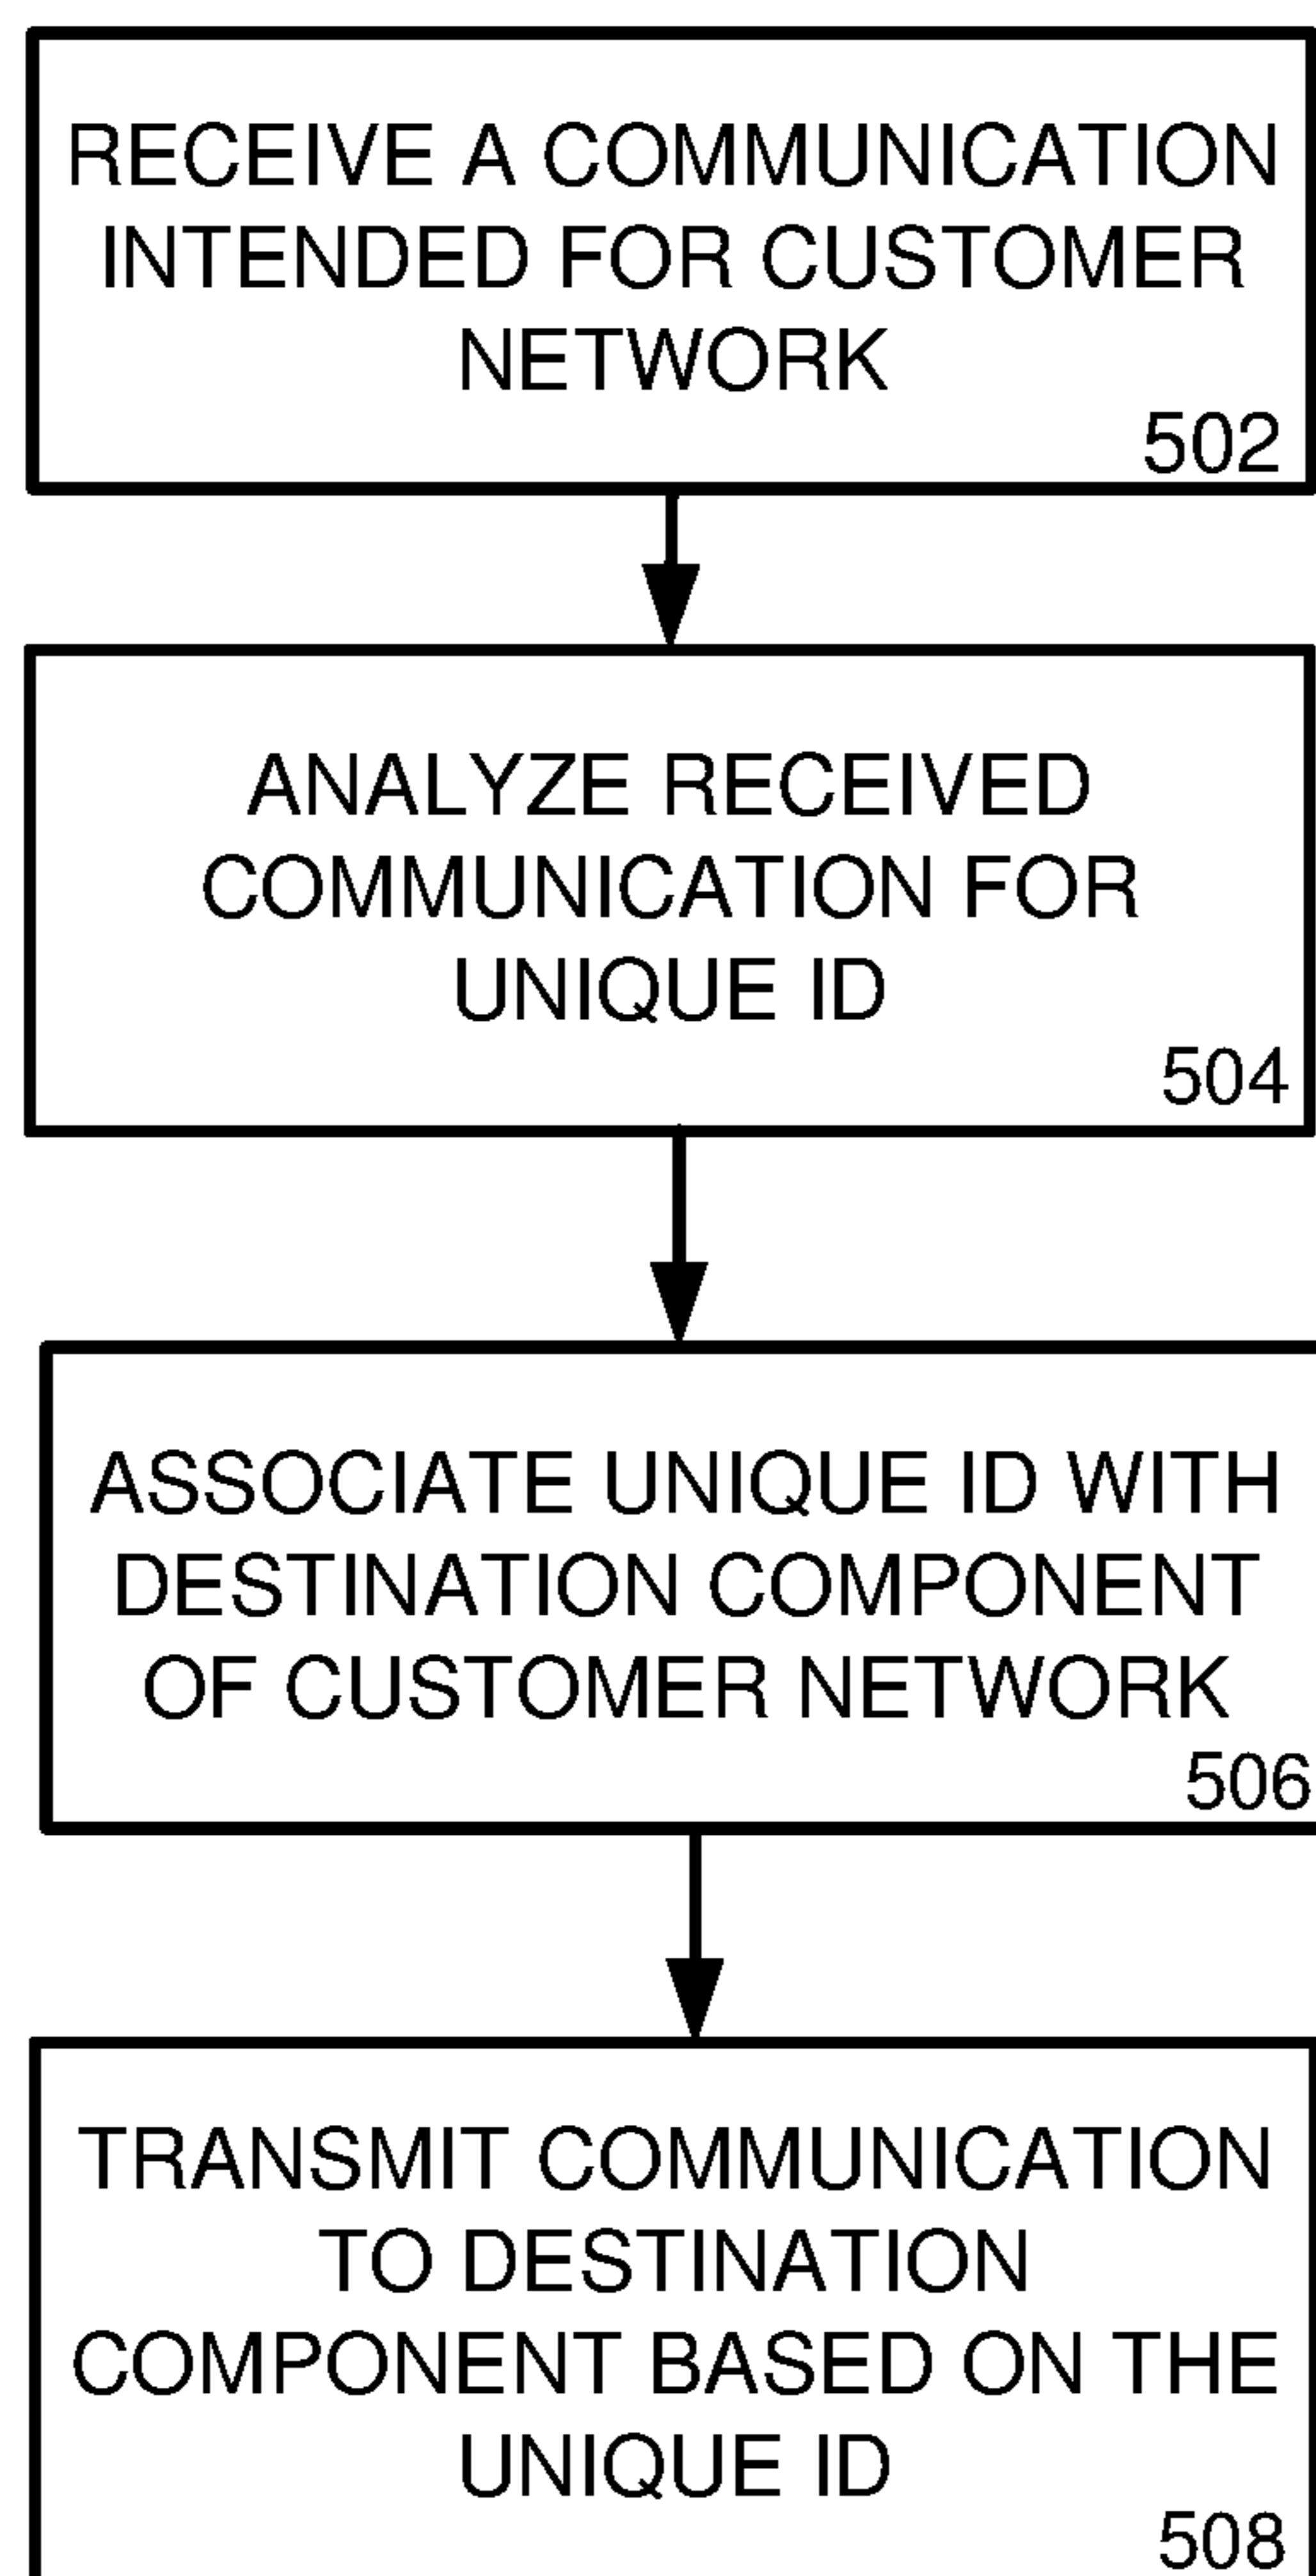 RECEIVE A COMMUNICATION
INTENDED FOR CUSTOMER
NETWORK
502
ANALYZE RECEIVED
COMMUNICATION FOR
UNIQUE ID
504
ASSOCIATE UNIQUE ID WITH
DESTINATION COMPONENT
OF CUSTOMER NETWORK
506
TRANSMIT COMMUNICATION
TO DESTINATION
COMPONENT BASED ON THE
UNIQUE ID
508